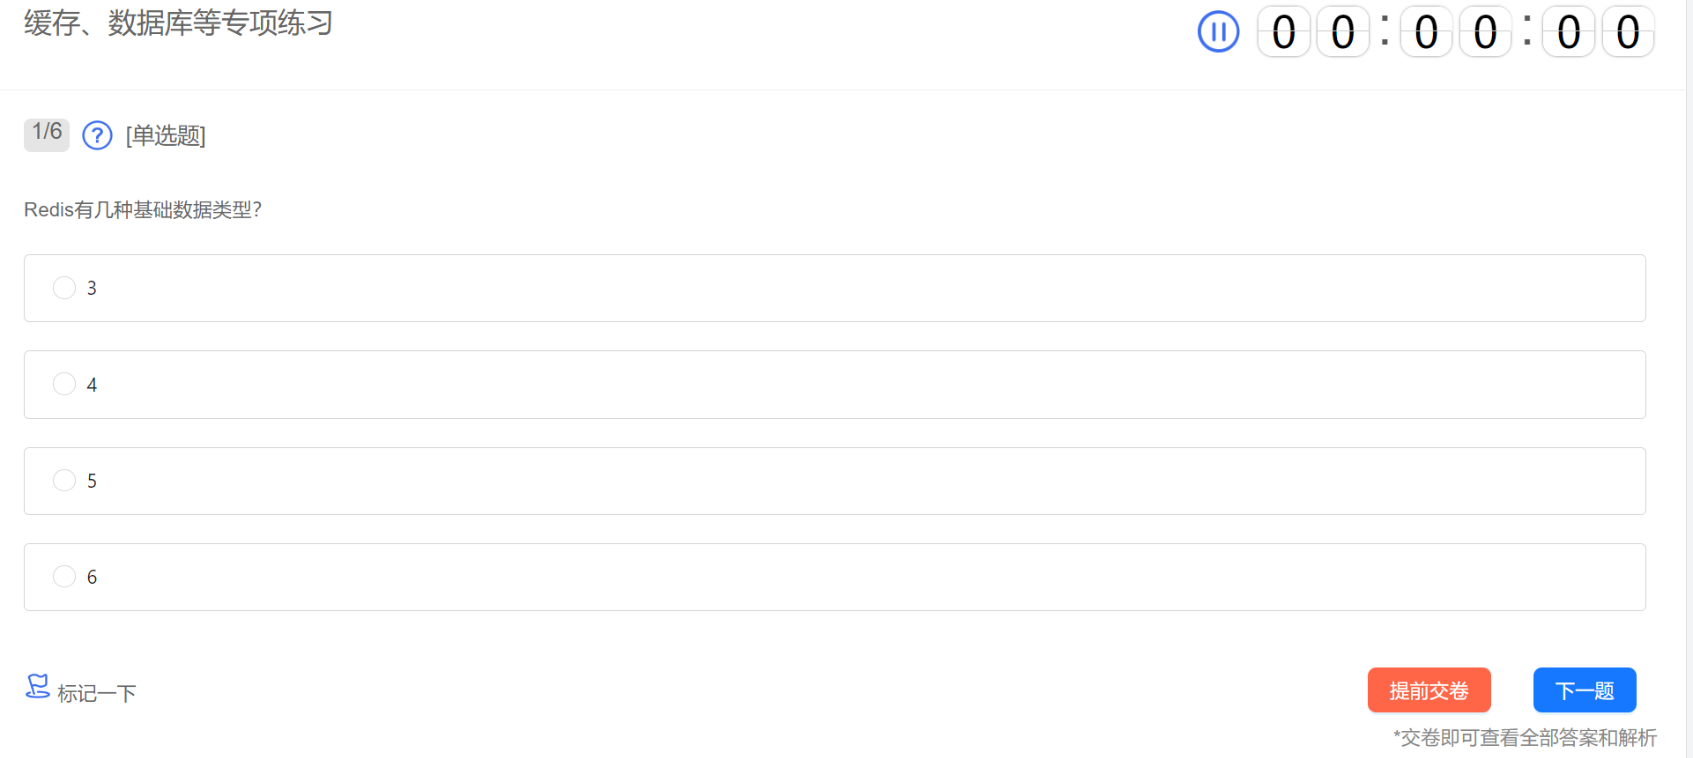 缓存、数据库等专项练习
00:00:00
1/6 ? [单选题]
Redis有几种基础数据类型?
3
4
5
6
标记一下
提前交卷
下一题
*交卷即可查看全部答案和解析